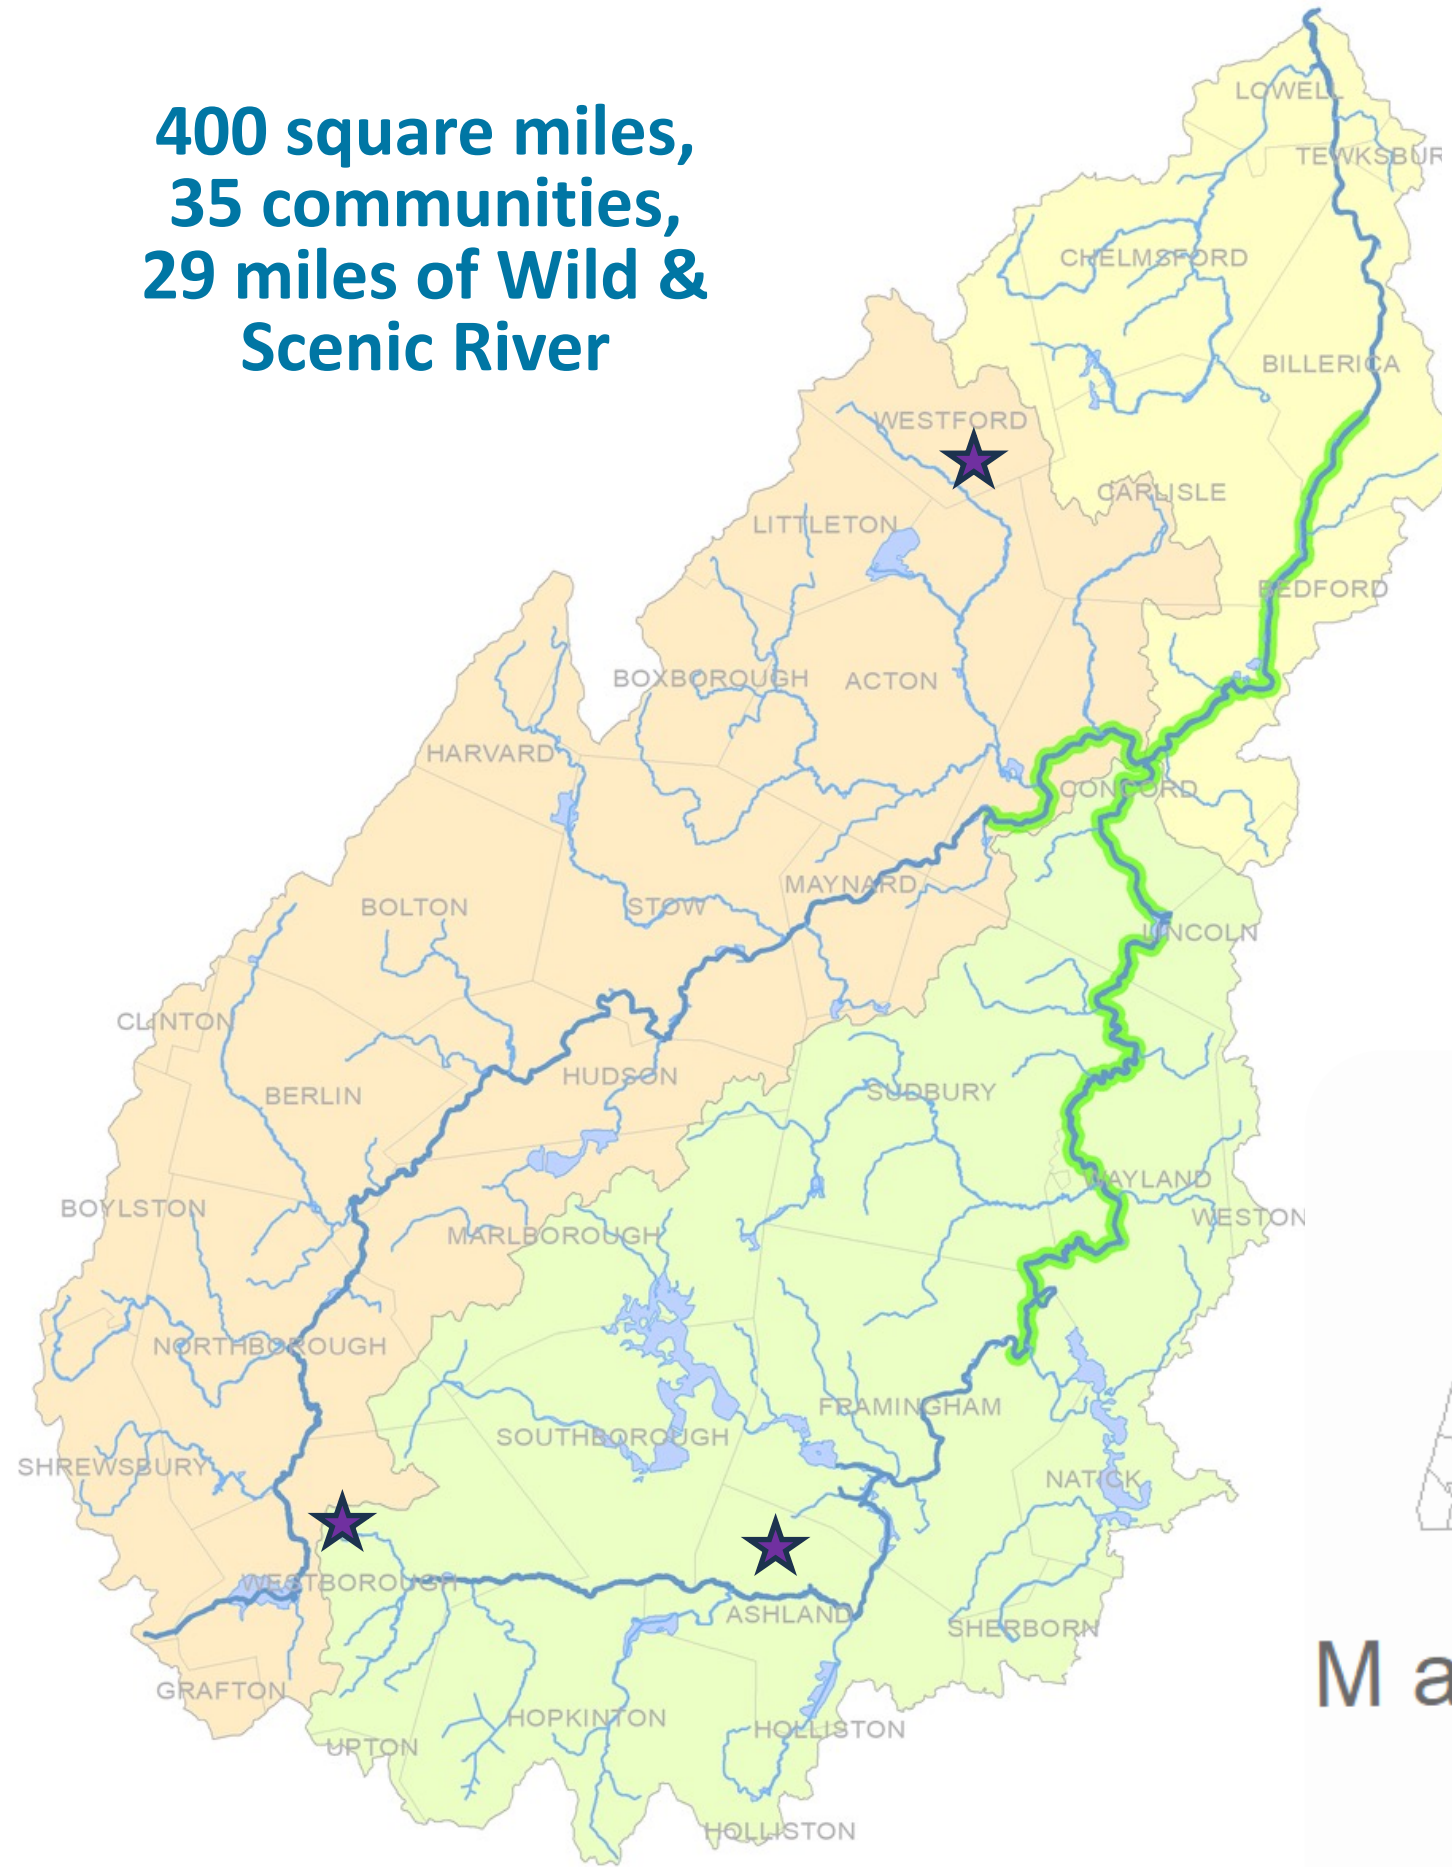 400 square miles,
35 communities,
29 miles of Wild &
Scenic River
LOWELL
TEWKSBUR
CHELMSFORD
BILLERICA
WESTFORD
CARLISLE
LITTLETON
BEDFORD
BOXBOROUGH
ACTON
HARVARD
CONCORD
MAYNARD
BOLTON
STOW
LINCOLN
CLINTON
HUDSON
BERLIN
SUDBURY
WAYLAND
BOYLSTON
WESTON
MARLBOROUGH
NORTHBOROUGH
FRAMINGHAM
SOUTHBOROUGH
SHREWSBURY
NATICK
WESTBOROUGH
ASHLAND
SHERBORN
GRAFTON
HOPKINTON
HOLLISTON
UPTON
HOLLISTON
Ma